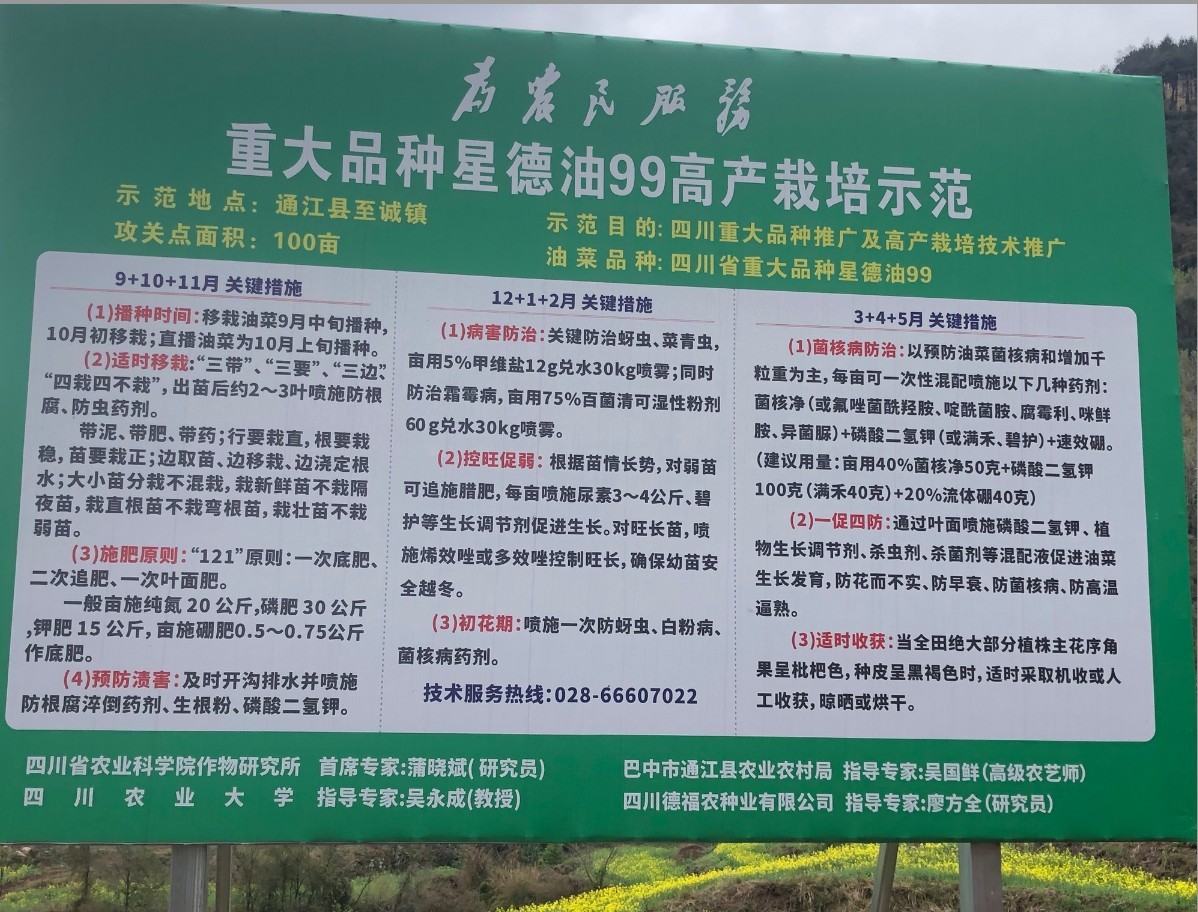 为农民服务
重大品种星德油99高产栽培示范
示范地点：通江县至诚镇
攻关点面积：100亩
示范目的：四川重大品种推广及高产栽培技术推广
油菜品种：四川省重大品种星德油99
9+10+11月 关键措施
(1)播种时间：移栽油菜9月中旬播种，
10月初移栽；直播油菜为10月上旬播种。
(2)适时移栽:“三带”、“三要”、“三边”
“四栽四不栽”，出苗后约2～3叶喷施防根
腐、防虫药剂。
带泥、带肥、带药；行要栽直，根要栽
稳，苗要栽正；边取苗、边移栽、边浇定根
水；大小苗分栽不混栽，栽新鲜苗不栽隔
夜苗，栽直根苗不栽弯根苗，栽壮苗不栽
弱苗。
(3)施肥原则：“121”原则：一次底肥、
二次追肥、一次叶面肥。
一般亩施纯氮 20 公斤,磷肥 30 公斤
,钾肥 15 公斤，亩施硼肥0.5～0.75公斤
作底肥。
(4)预防渍害：及时开沟排水并喷施
防根腐淬倒药剂、生根粉、磷酸二氢钾。
12+1+2月 关键措施
(1)病害防治：关键防治蚜虫、菜青虫，
亩用5%甲维盐12g兑水30kg喷雾；同时
防治霜霉病，亩用75%百菌清可湿性粉剂
60g兑水30kg喷雾。
(2)控旺促弱：根据苗情长势，对弱苗
可追施腊肥，每亩喷施尿素3～4公斤、碧
护等生长调节剂促进生长。对旺长苗，喷
施烯效唑或多效唑控制旺长，确保幼苗安
全越冬。
(3)初花期：喷施一次防蚜虫、白粉病、
菌核病药剂。
技术服务热线：028-66607022
3+4+5月 关键措施
(1)菌核病防治：以预防油菜菌核病和增加千
粒重为主，每亩可一次性混配喷施以下几种药剂：
菌核净（或氟唑菌酰羟胺、啶酰菌胺、腐霉利、咪鲜
胺、异菌脲）+磷酸二氢钾（或满禾、碧护）+速效硼。
（建议用量：亩用40%菌核净50克+磷酸二氢钾
100克（满禾40克）+20%流体硼40克）
(2)一促四防：通过叶面喷施磷酸二氢钾、植
物生长调节剂、杀虫剂、杀菌剂等混配液促进油菜
生长发育，防花而不实、防早衰、防菌核病、防高温
逼熟。
(3)适时收获：当全田绝大部分植株主花序角
果呈枇杷色，种皮呈黑褐色时，适时采取机收或人
工收获，晾晒或烘干。
四川省农业科学院作物研究所 首席专家:蒲晓斌(研究员)
四川农业大学 指导专家:吴永成(教授)
巴中市通江县农业农村局 指导专家:吴国鲜(高级农艺师)
四川德福农种业有限公司 指导专家:廖方全(研究员)